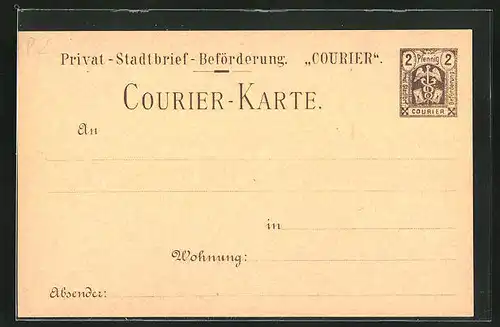 Privat-Stadtbrief-Beförderung. „COURIER“.
COURIER-KARTE.
2 Pfennig 2
COURIER
An
in
Wohnung:
Absender: